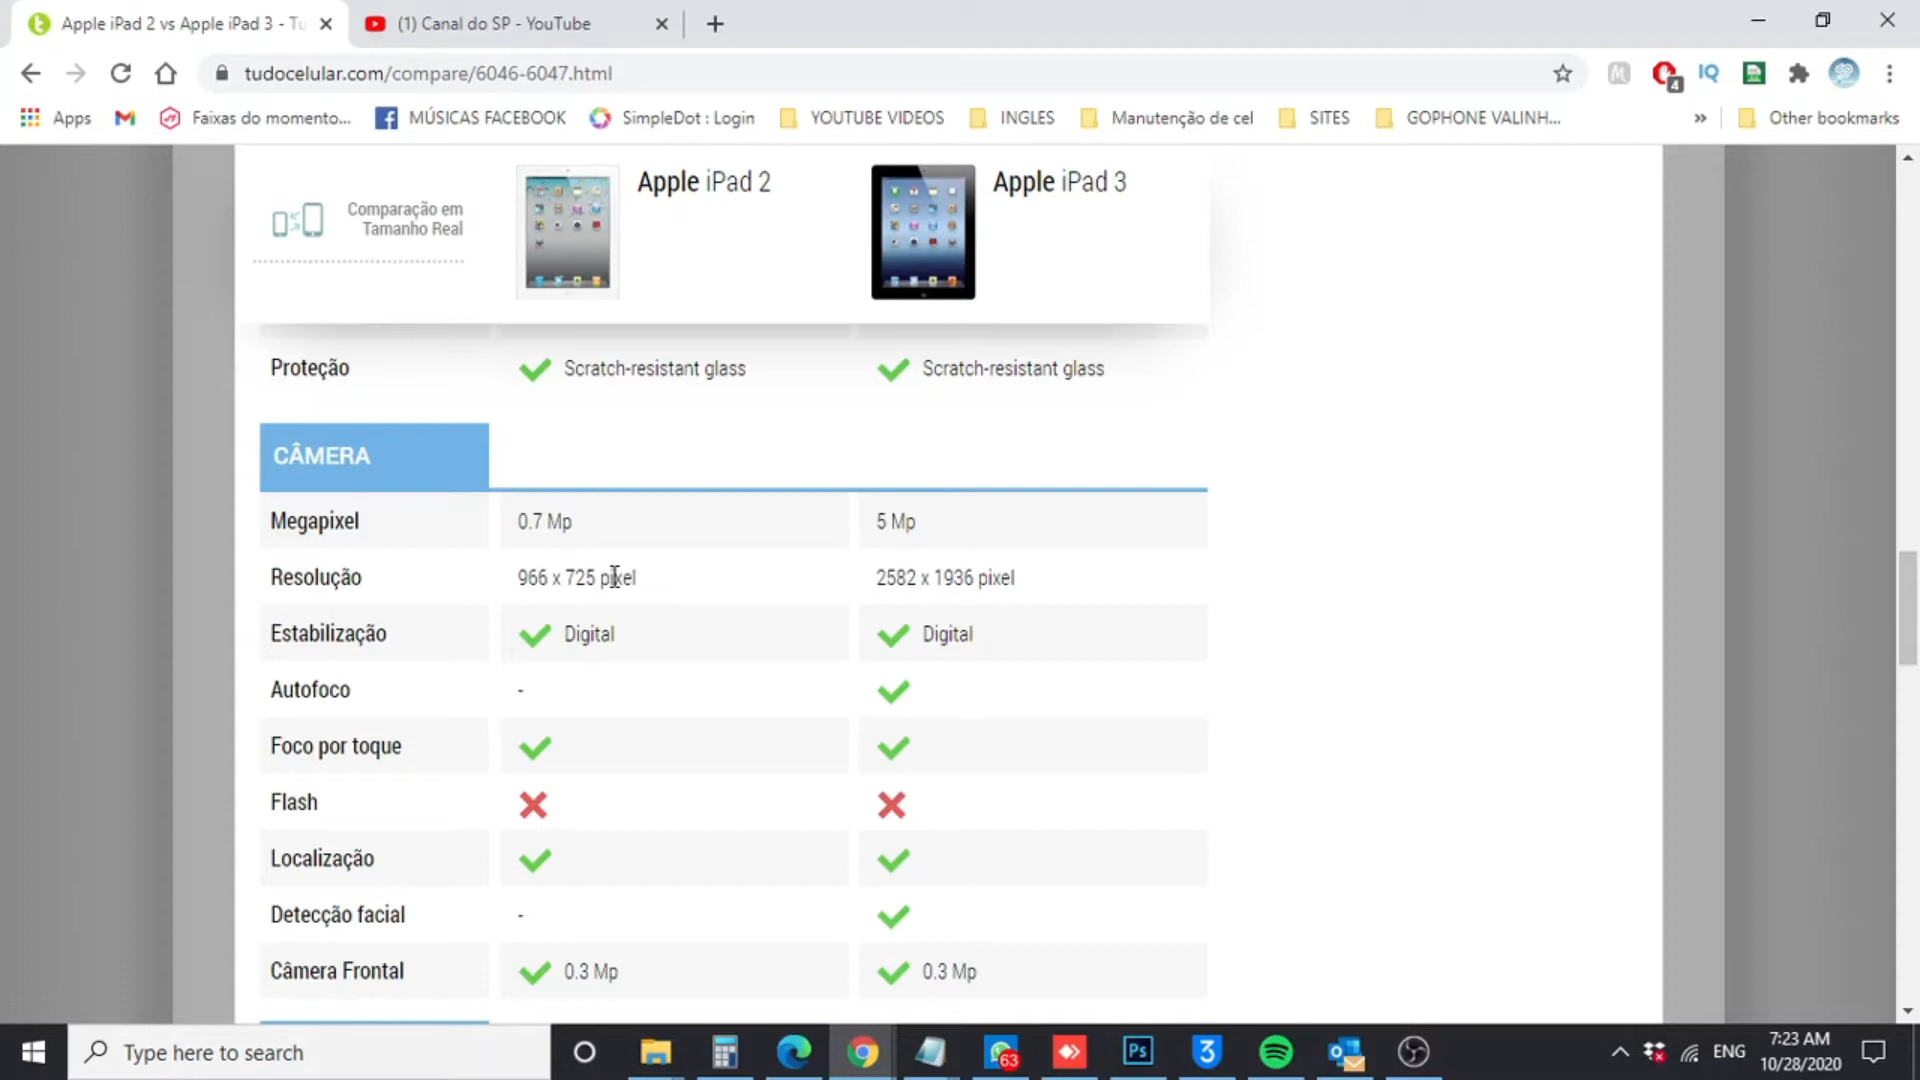 Apple iPad 2 vs Apple iPad 3 - Tu
(1) Canal do SP - YouTube
tudocelular.com/compare/6046-6047.html
4
Apps
Faixas do momento...
MÚSICAS FACEBOOK
SimpleDot : Login
YOUTUBE VIDEOS
INGLES
Manutenção de cel
SITES
GOPHONE VALINH...
»
Other bookmarks
Comparação em
Tamanho Real
Apple iPad 2
Apple iPad 3
Proteção
Scratch-resistant glass
Scratch-resistant glass
CÂMERA
Megapixel
0.7 Mp
5 Mp
Resolução
966 x 725 pixel
2582 x 1936 pixel
Estabilização
Digital
Digital
Autofoco
-
Foco por toque
Flash
Localização
Detecção facial
-
Câmera Frontal
0.3 Mp
0.3 Mp
Type here to search
63
Ps
3
ENG
7:23 AM
10/28/2020